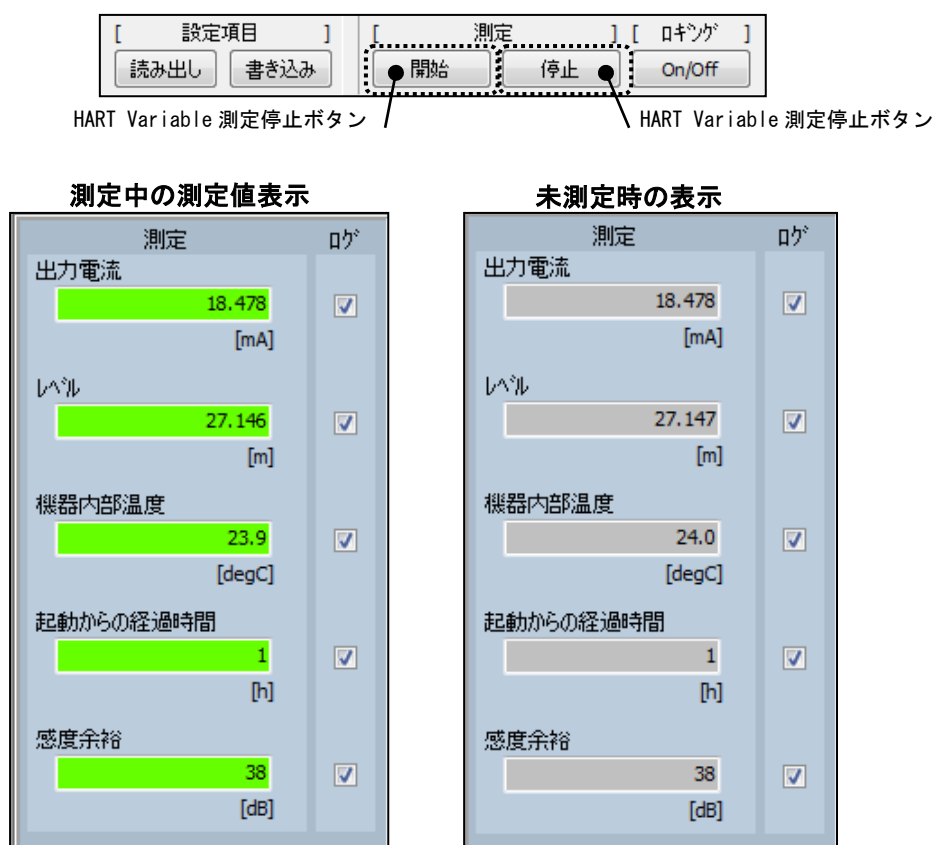 [ 設定項目 ] [ 測定 ] [ ロギング ]
読み出し 書き込み 開始 停止 On/Off
HART Variable 測定停止ボタン HART Variable 測定停止ボタン
測定中の測定値表示 未測定時の表示
測定 ログ 測定 ログ
出力電流 出力電流
18.478 18.478
[mA] [mA]
レベル レベル
27.146 27.147
[m] [m]
機器内部温度 機器内部温度
23.9 24.0
[degC] [degC]
起動からの経過時間 起動からの経過時間
1 1
[h] [h]
感度余裕 感度余裕
38 38
[dB] [dB]